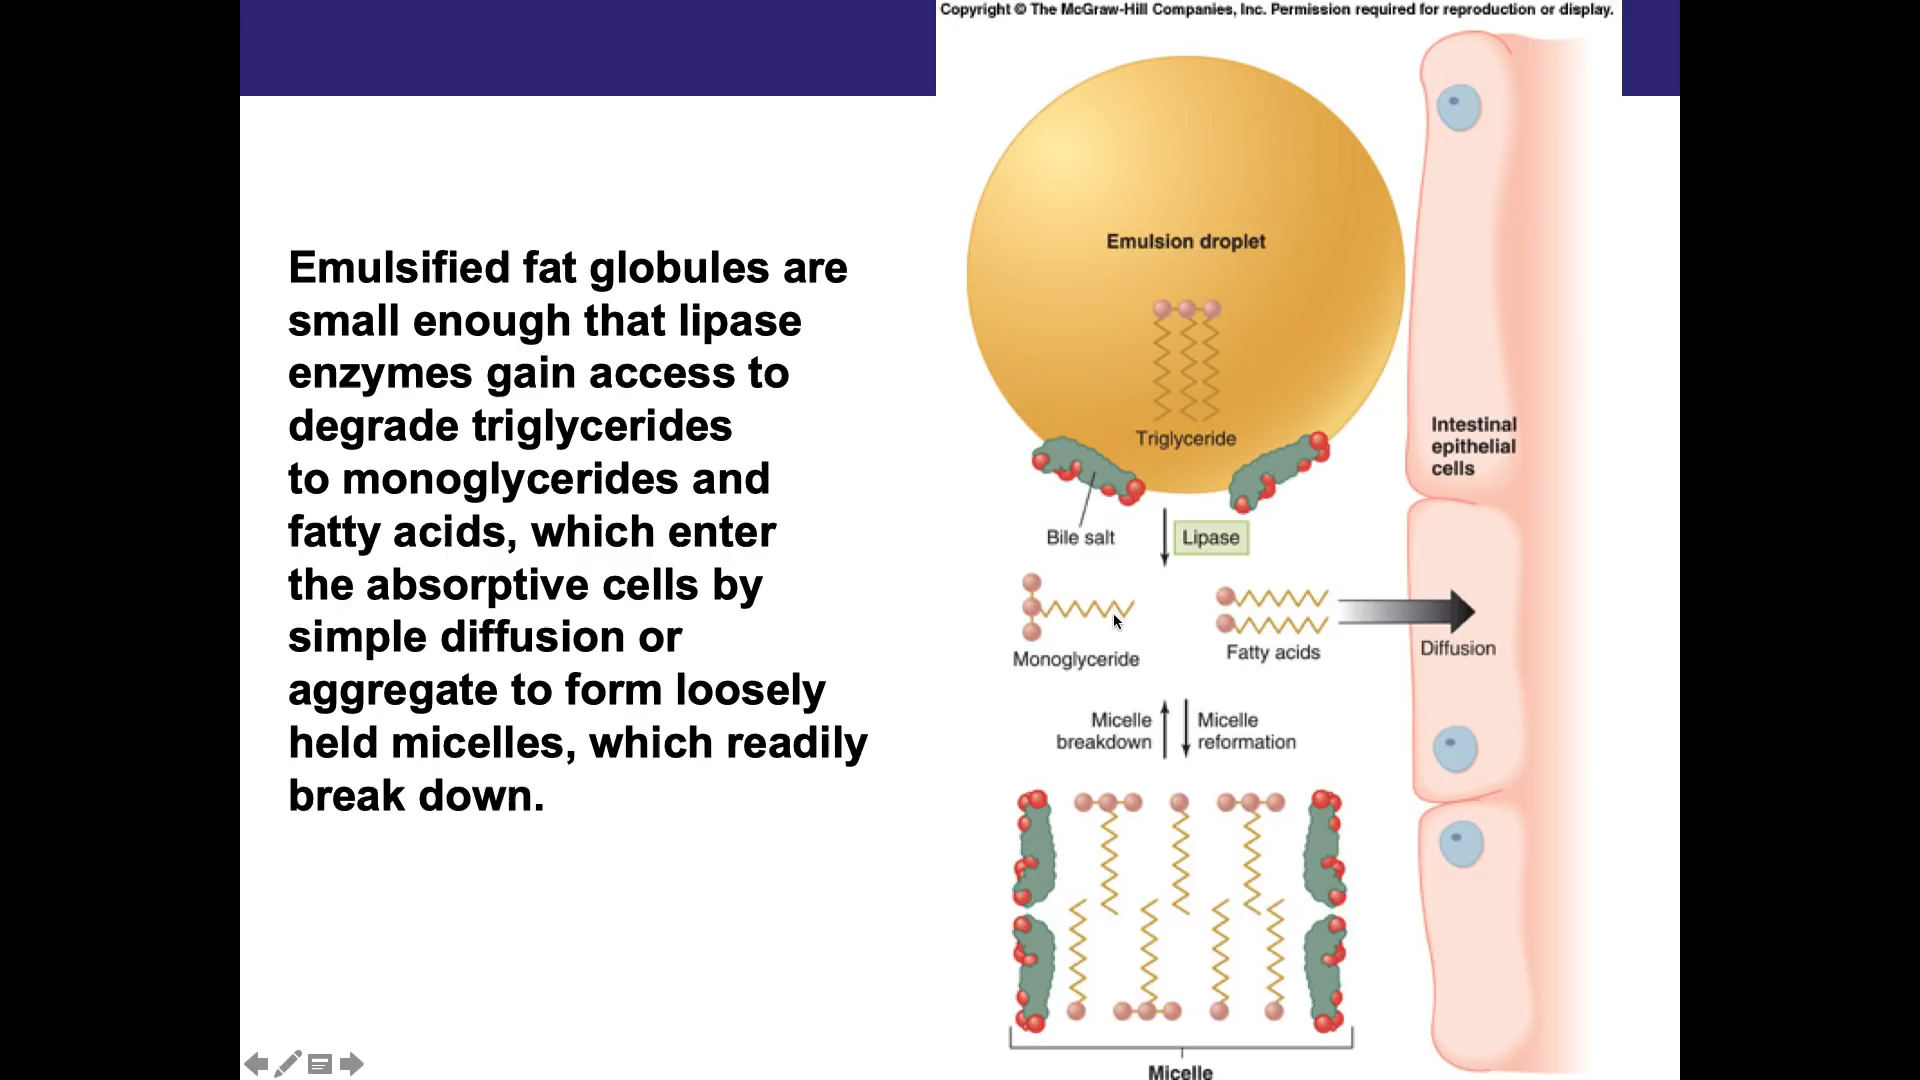 Copyright © The McGraw-Hill Companies, Inc. Permission required for reproduction or display.
Emulsified fat globules are
small enough that lipase
enzymes gain access to
degrade triglycerides
to monoglycerides and
fatty acids, which enter
the absorptive cells by
simple diffusion or
aggregate to form loosely
held micelles, which readily
break down.
Emulsion droplet
Triglyceride
Intestinal
epithelial
cells
Bile salt
Lipase
Monoglyceride
Fatty acids
Diffusion
Micelle
breakdown
Micelle
reformation
Micelle